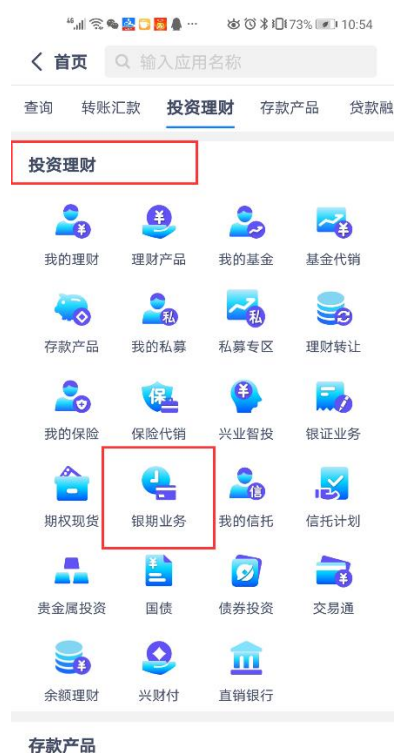 46 73% 10:54
首页 输入应用名称
查询 转账汇款 投资理财 存款产品 贷款融
投资理财
我的理财 理财产品 我的基金 基金代销
存款产品 我的私募 私募专区 理财转让
我的保险 保险代销 兴业智投 银证业务
期权现货 银期业务 我的信托 信托计划
贵金属投资 国债 债券投资 交易通
余额理财 兴财付 直销银行
存款产品